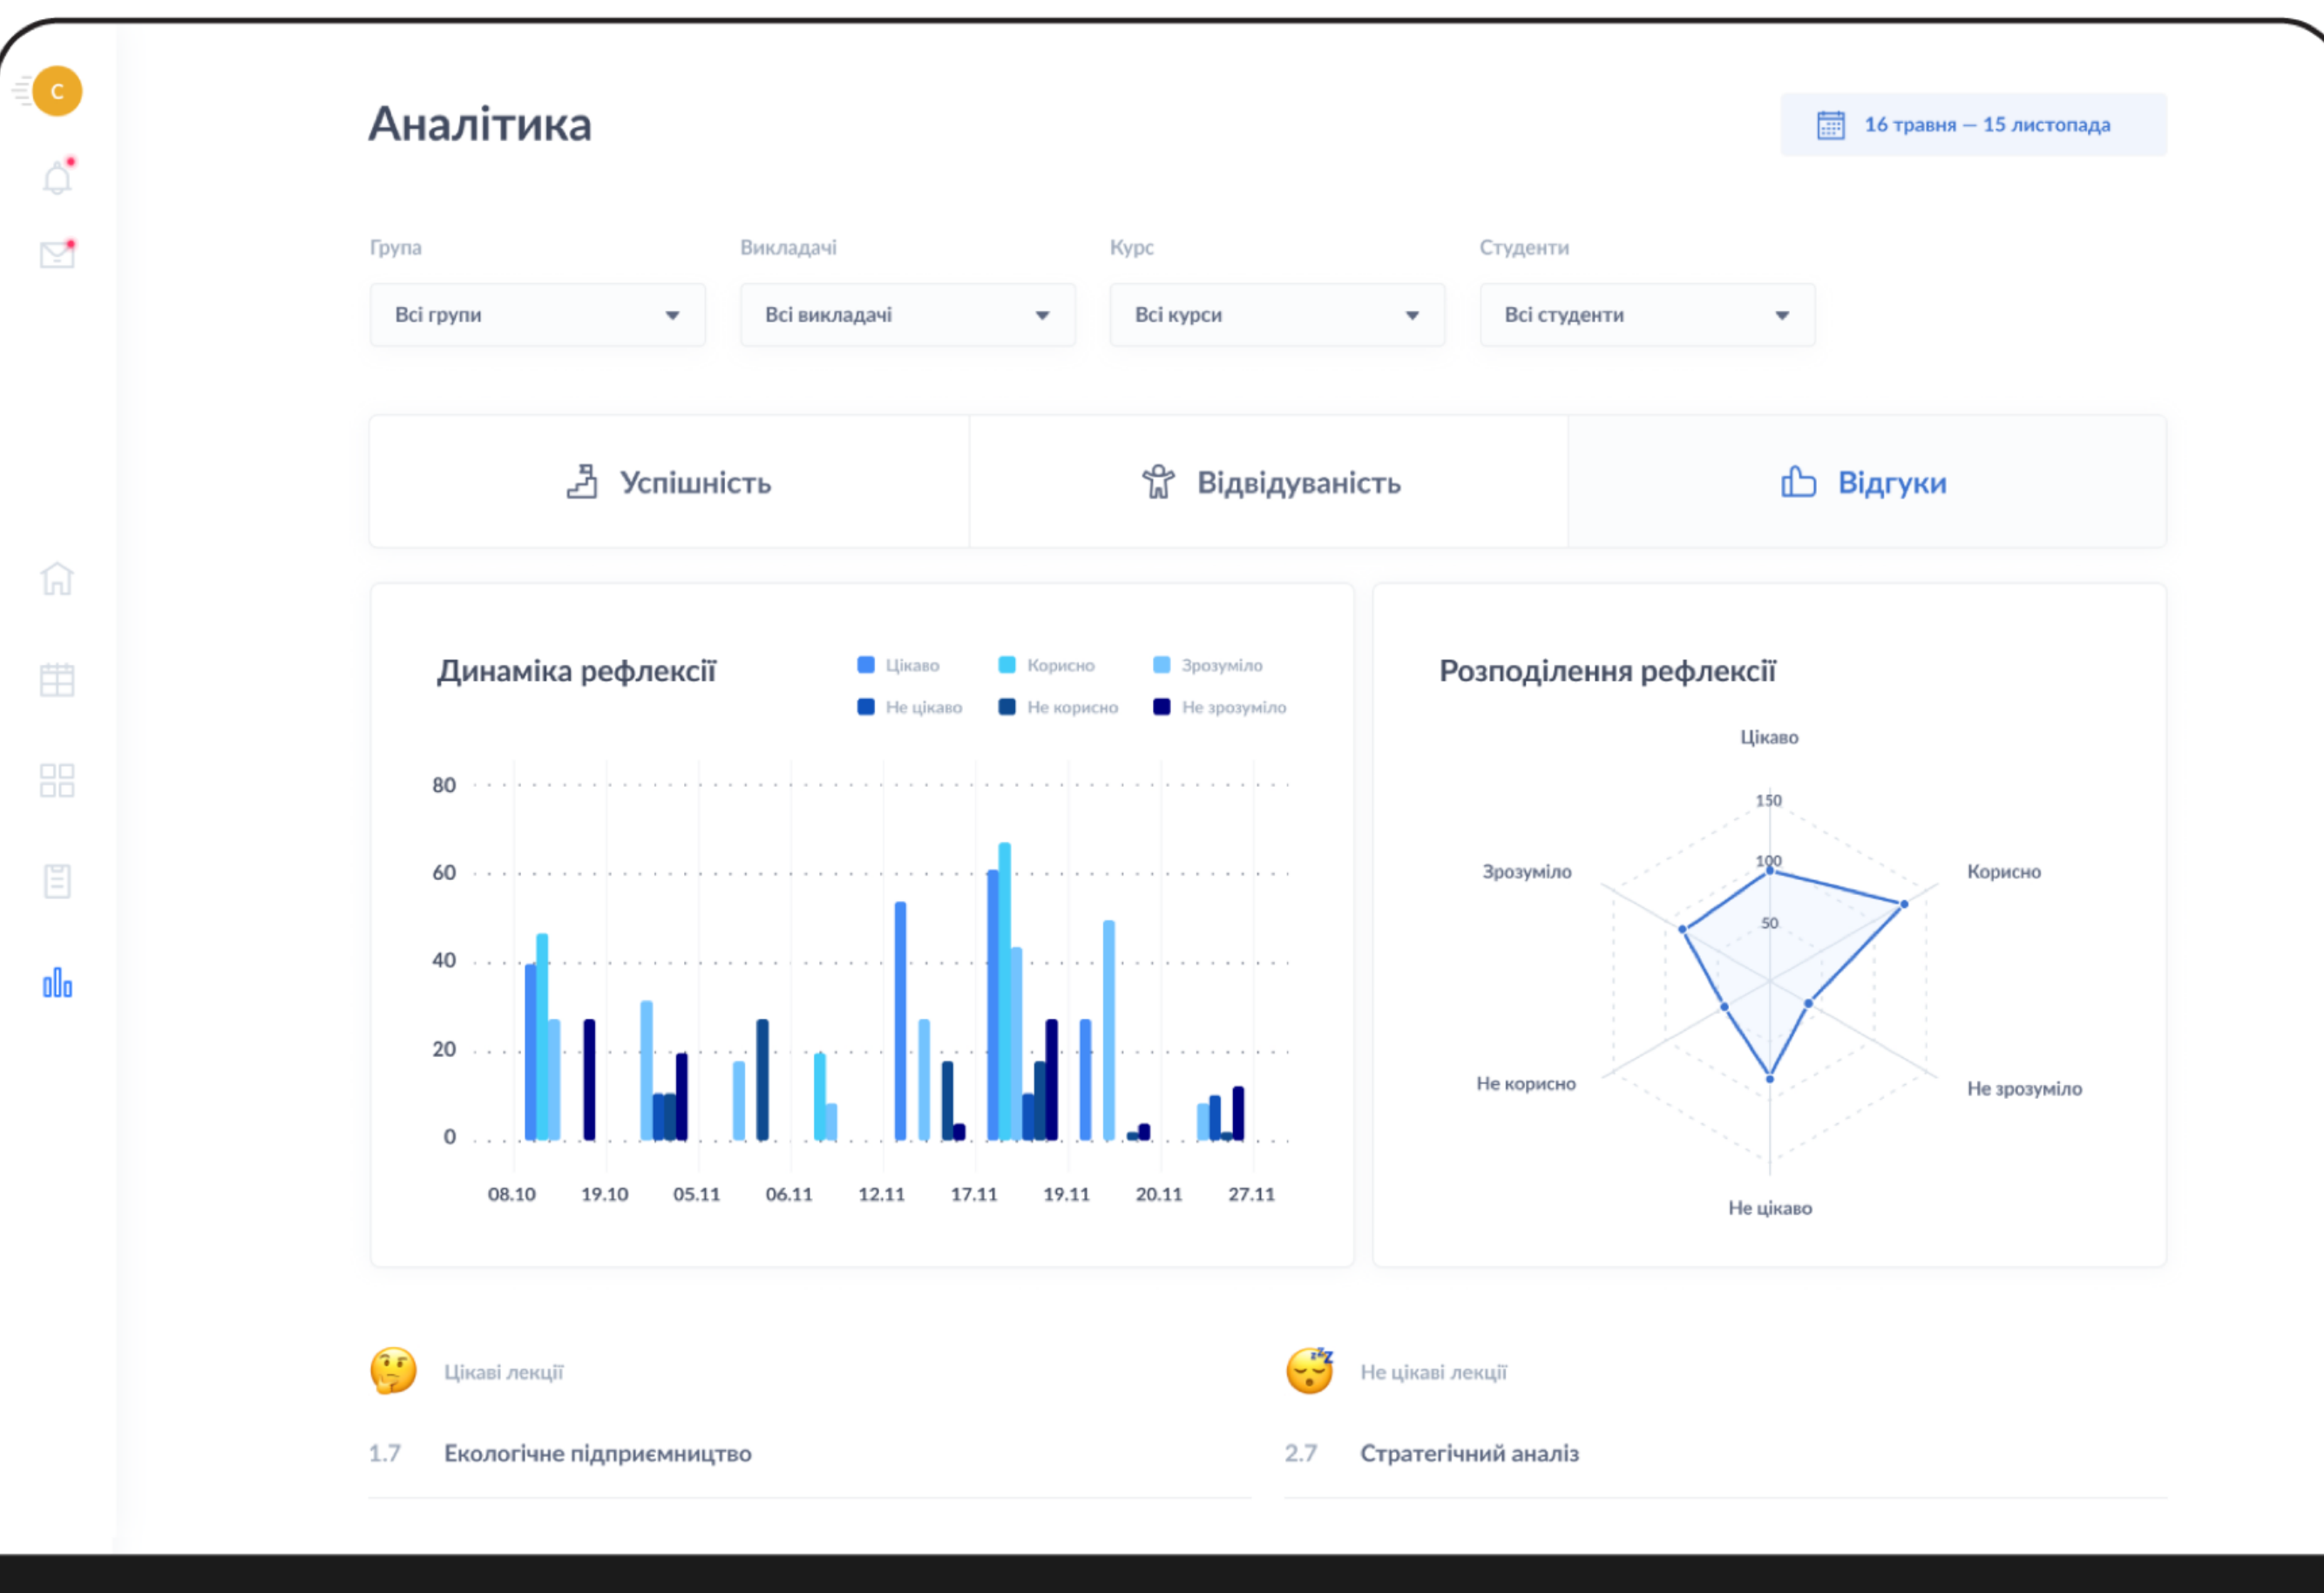 C
Аналітика
16 травня — 15 листопада
Група
Викладачі
Курс
Студенти
Всі групи
Всі викладачі
Всі курси
Всі студенти
Успішність
Відвідуваність
Відгуки
Динаміка рефлексії
Цікаво
Корисно
Зрозуміло
Не цікаво
Не корисно
Не зрозуміло
80
60
40
20
0
08.10 19.10 05.11 06.11 12.11 17.11 19.11 20.11 27.11
Розподілення рефлексії
Цікаво
150
100
50
Зрозуміло
Корисно
Не корисно
Не зрозуміло
Не цікаво
Цікаві лекції
1.7 Екологічне підприємництво
zzZ
Не цікаві лекції
2.7 Стратегічний аналіз